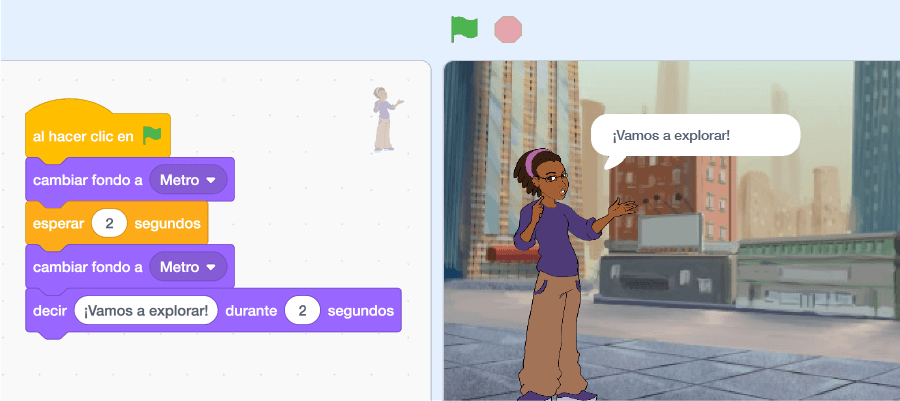 al hacer clic en
cambiar fondo a Metro
esperar 2 segundos
cambiar fondo a Metro
decir ¡Vamos a explorar! durante 2 segundos
¡Vamos a explorar!